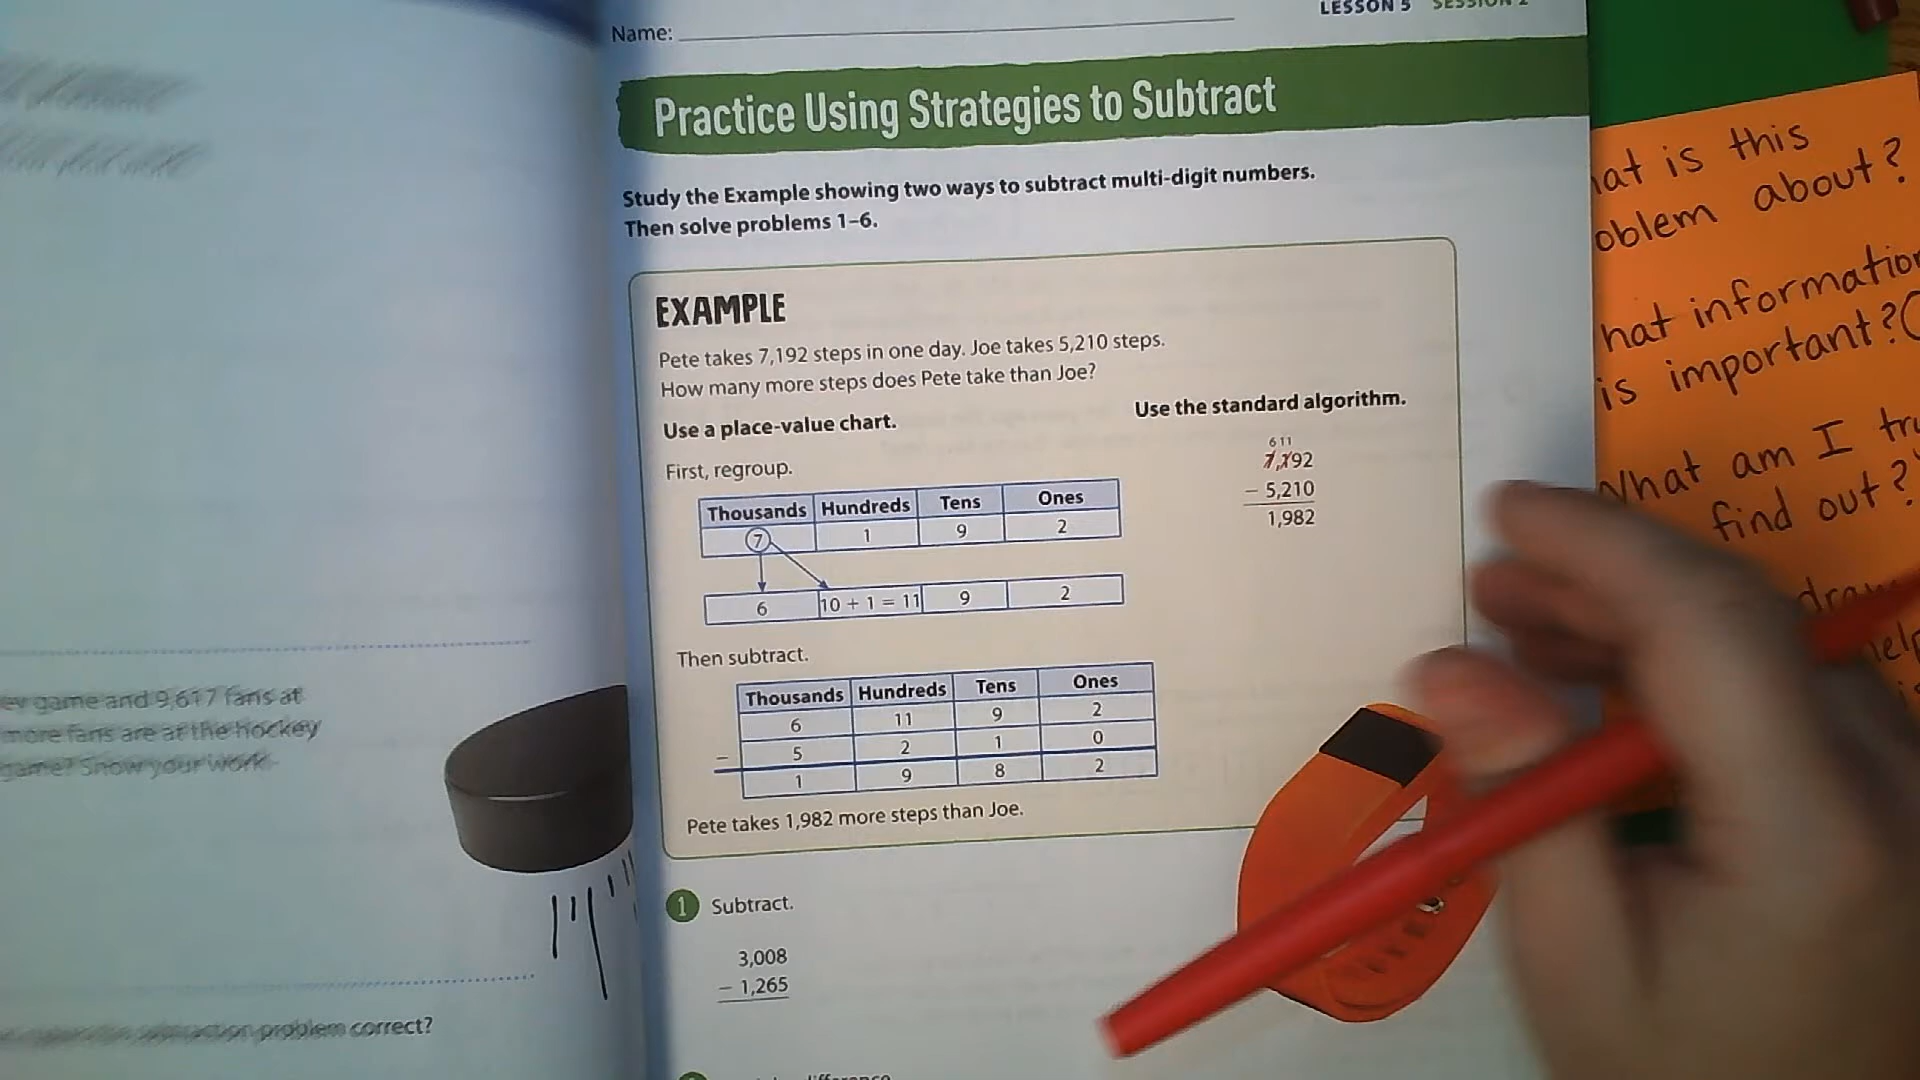 Name:
LESSON 5 SESSION 2
Practice Using Strategies to Subtract
Study the Example showing two ways to subtract multi-digit numbers.
Then solve problems 1–6.
EXAMPLE
Pete takes 7,192 steps in one day. Joe takes 5,210 steps.
How many more steps does Pete take than Joe?
Use a place-value chart.
First, regroup.
Thousands Hundreds Tens Ones
7 1 9 2
6 10 + 1 = 11 9 2
Then subtract.
Thousands Hundreds Tens Ones
6 11 9 2
– 5 2 1 0
1 9 8 2
Pete takes 1,982 more steps than Joe.
Use the standard algorithm.
6 11
7,192
– 5,210
1,982
1 Subtract.
3,008
– 1,265
game and 9,617 fans at
more fans are at the hockey
game? Show your work.
problem correct?
is this
about?
information
is important?
am I
find out?